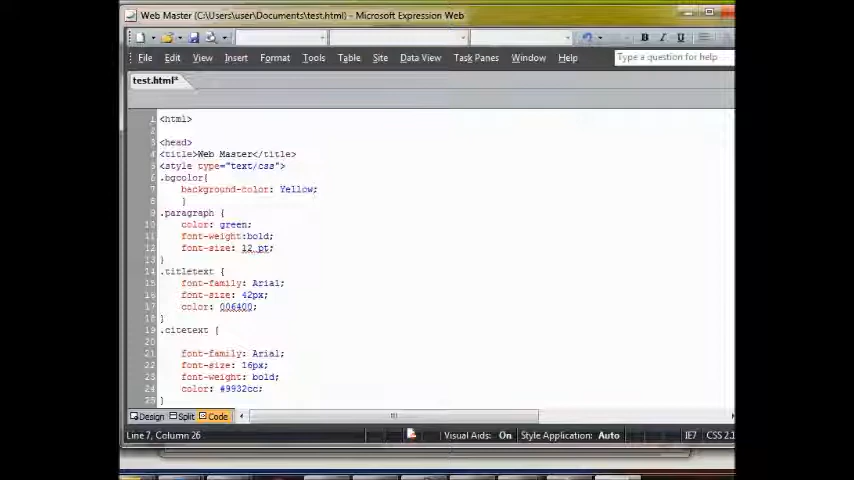 Web Master (C:\Users\user\Documents\test.html) - Microsoft Expression Web
B I U
File Edit View Insert Format Tools Table Site Data View Task Panes Window Help Type a question for help
test.html*
1 <html>
2
3 <head>
4 <title>Web Master</title>
5 <style type="text/css">
6 .bgcolor{
7 background-color: Yellow;
8 }
9 .paragraph {
10 color: green;
11 font-weight:bold;
12 font-size: 12 pt;
13 }
14 .titletext {
15 font-family: Arial;
16 font-size: 42px;
17 color: 006400;
18 }
19 .citetext {
20
21 font-family: Arial;
22 font-size: 16px;
23 font-weight: bold;
24 color: #9932cc;
25 }
Design Split Code
Line 7, Column 26 Visual Aids: On Style Application: Auto IE7 CSS 2.1